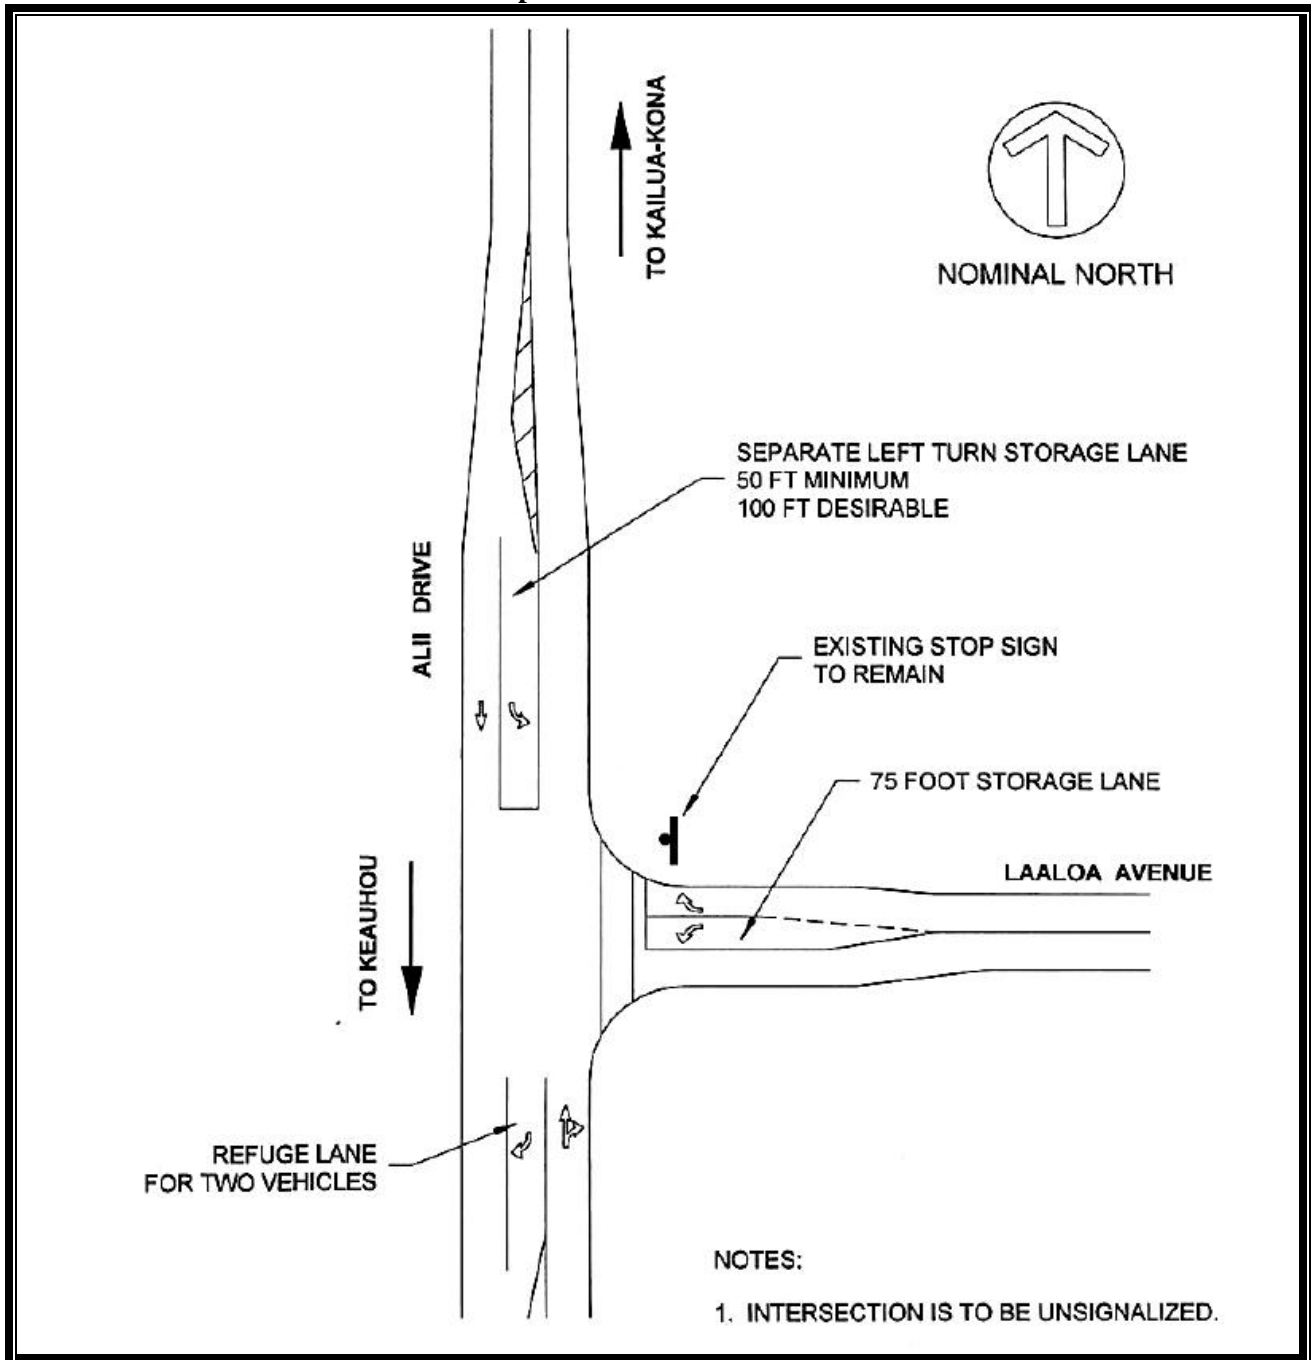 TO KAILUA-KONA
NOMINAL NORTH
SEPARATE LEFT TURN STORAGE LANE
50 FT MINIMUM
100 FT DESIRABLE
ALII DRIVE
EXISTING STOP SIGN
TO REMAIN
75 FOOT STORAGE LANE
LAALOA AVENUE
TO KEAUHOU
REFUGE LANE
FOR TWO VEHICLES
NOTES:
1. INTERSECTION IS TO BE UNSIGNALIZED.